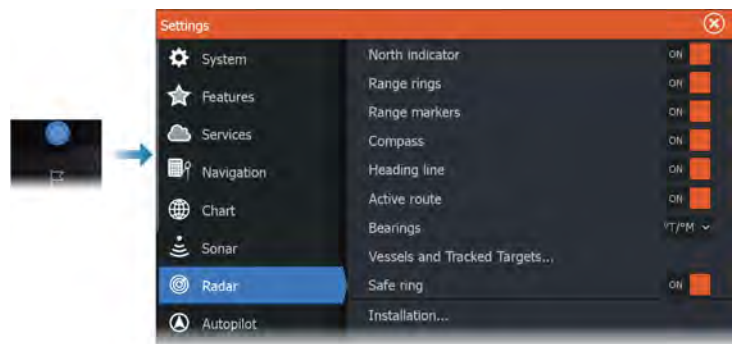 Settings
System
Features
Services
Navigation
Chart
Sonar
Radar
Autopilot
North indicator ON
Range rings ON
Range markers ON
Compass ON
Heading line ON
Active route ON
Bearings °T/°M
Vessels and Tracked Targets...
Safe ring ON
Installation...